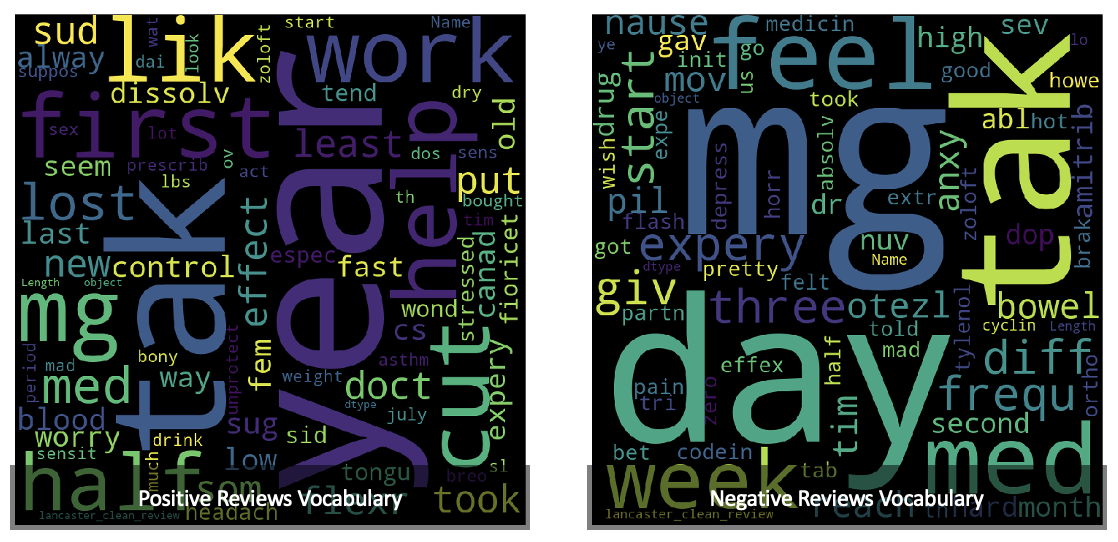 sud
lik
start
Name
work
alway
wat
dai
look
zoloft
suppos
dissolv
tend
dry
old
first
year
help
least
sex
lot
dos
sens
seem
prescrib
ov
act
put
lbs
lost
tak
th
bought
last
effect
espec
tim
new
control
fast
stressed
canad
fioricet
Length
object
wond
mg
cs
cut
expery
period
mad
bony
fem
unprotect
asthm
med
way
weight
doct
dtype
july
blood
sug
sid
worry
drink
sensit
low
tongu
sl
half
som
much
flexr
breo
took
Positive Reviews Vocabulary
lancaster_clean_review
headach
nause
medicin
feel
high
sev
ye
gav
init
us
go
lo
mov
good
howe
wish
drug
start
object
expe
mg
took
tak
abl
hot
depress
horr
dr
absolv
anxy
extr
zoloft
brak
amitrib
pil
flash
got
expery
nuv
Name
dop
dtype
pretty
felt
giv
three
otezl
bowel
partn
told
cyclin
Length
day
mad
tylenol
effex
half
diff
pain
tri
zero
frequ
ortho
tim
second
bet
codein
med
week
tab
Negative Reviews Vocabulary
lancaster_clean_review
reach
month